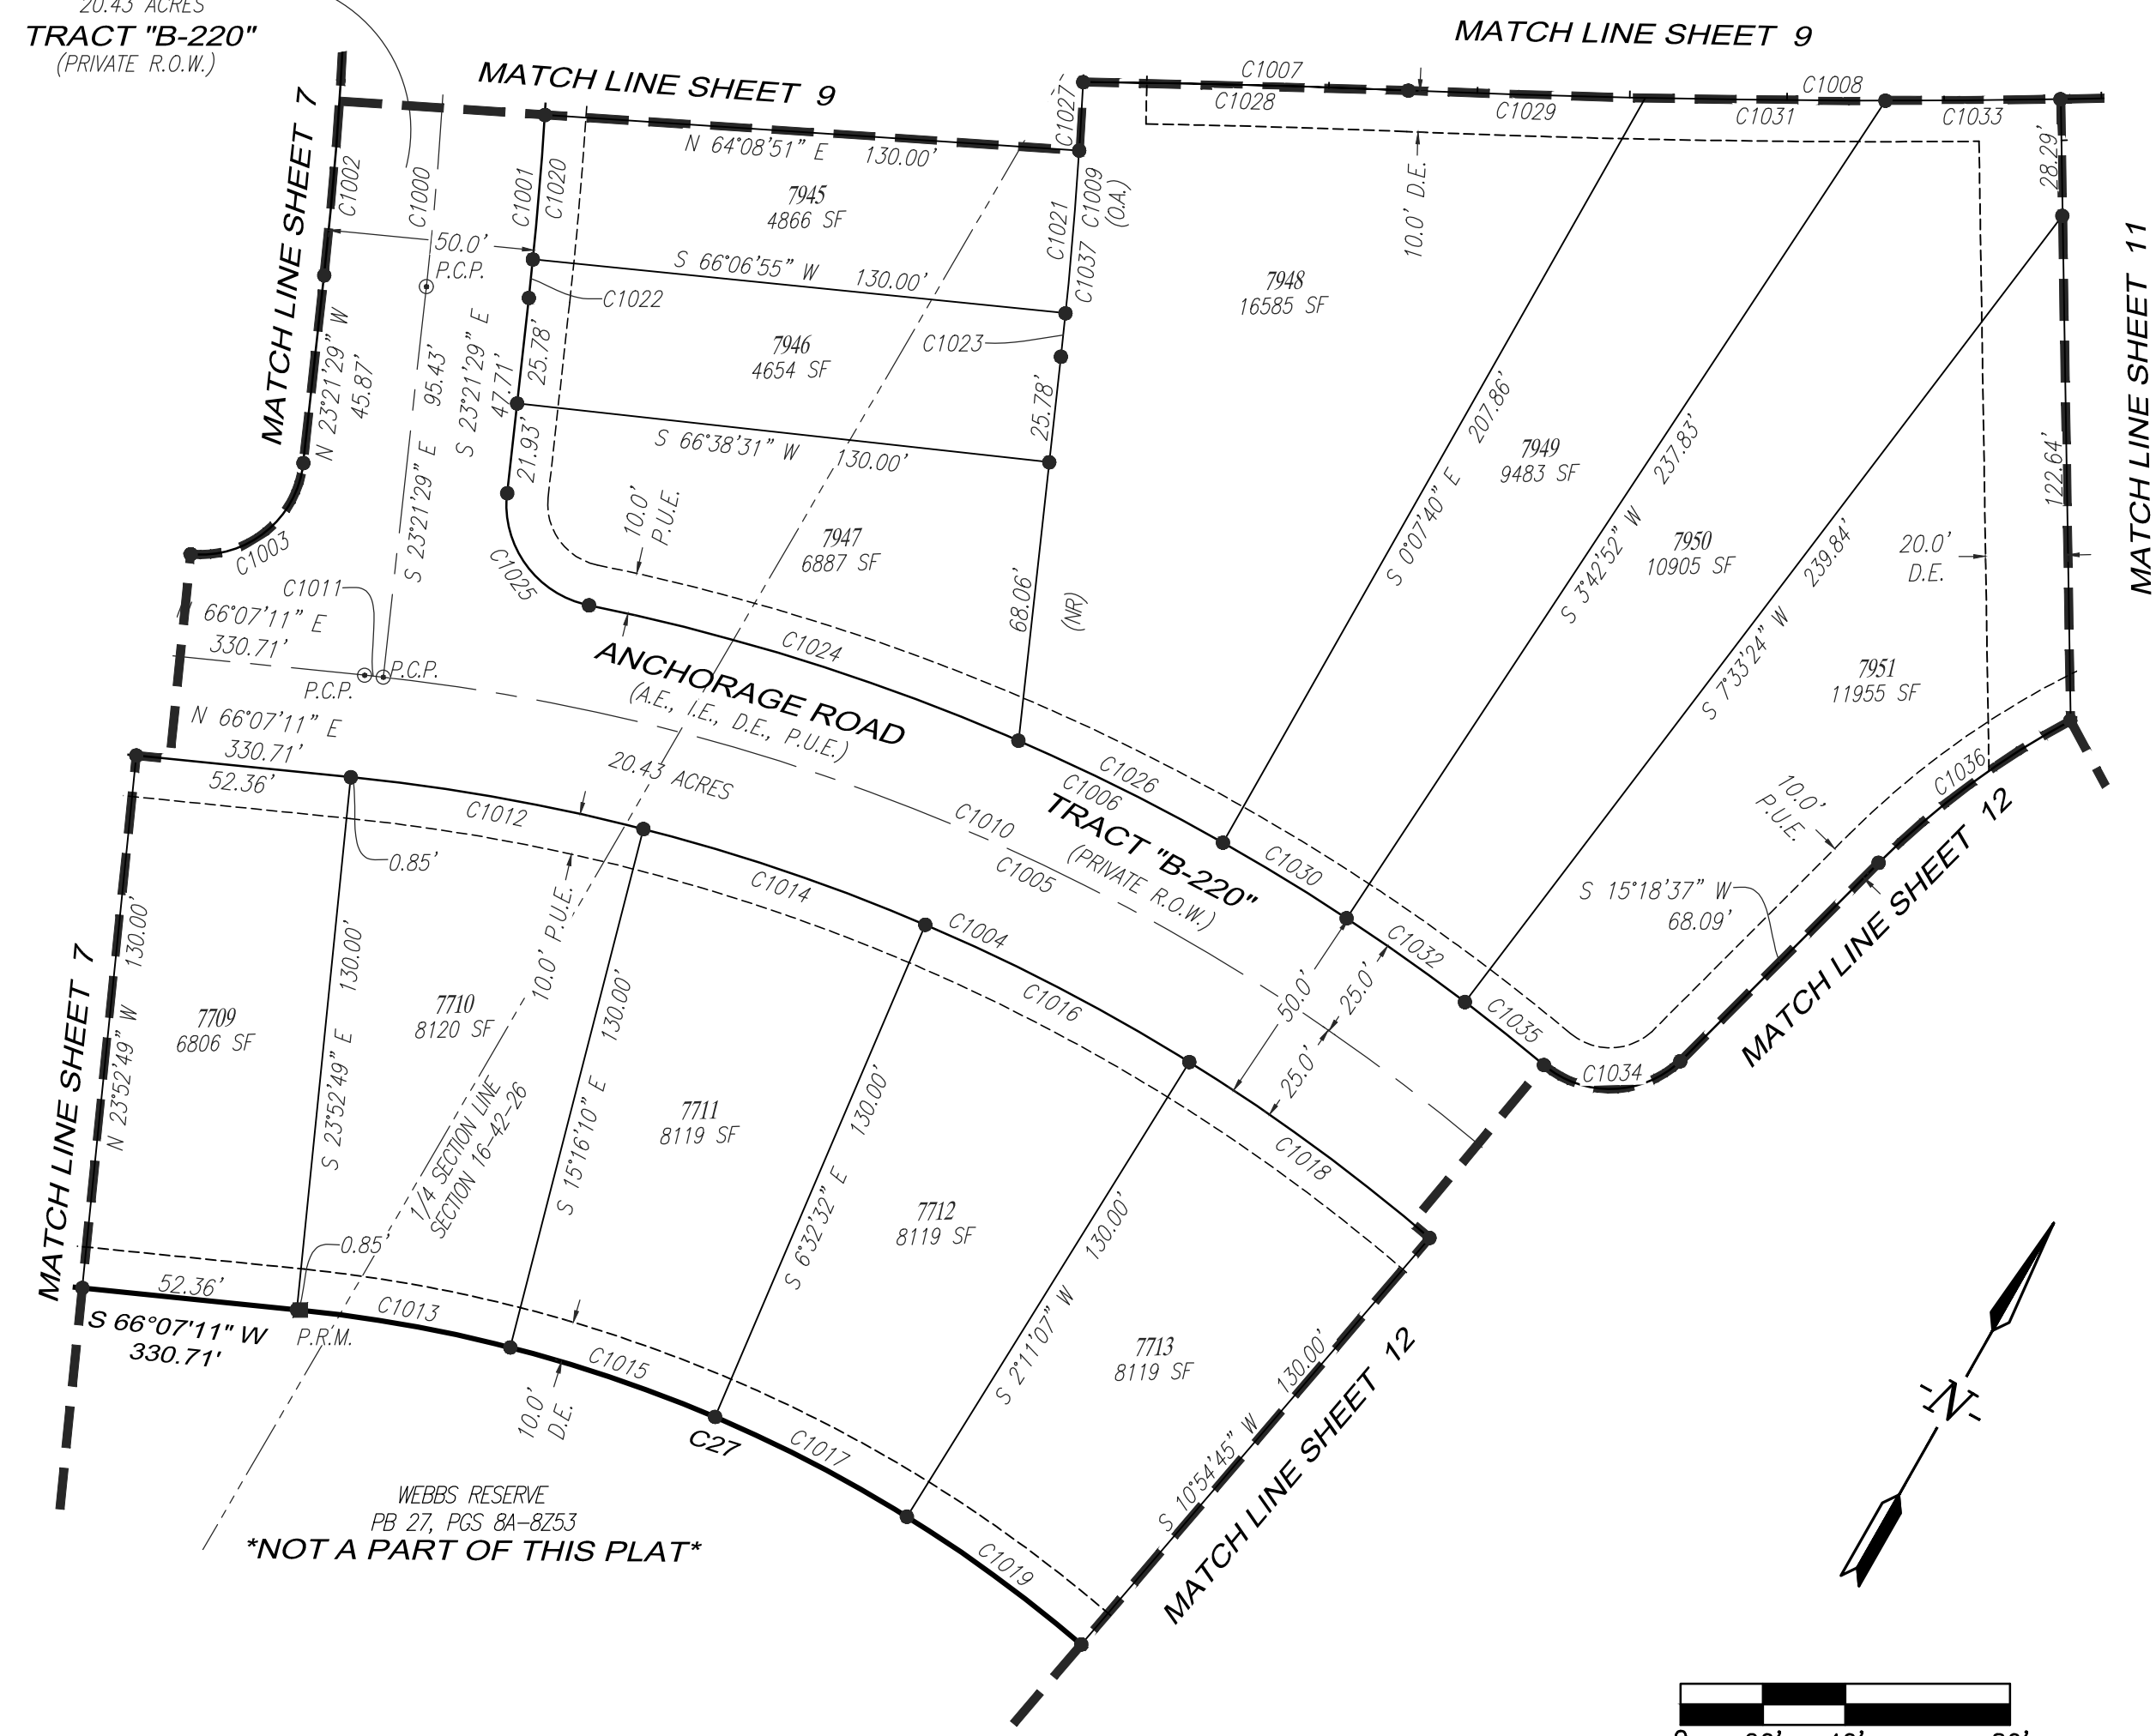 20.43 ACRES
TRACT "B-220"
(PRIVATE R.O.W.)
MATCH LINE SHEET 7
MATCH LINE SHEET 9
MATCH LINE SHEET 9
C1007
C1008
C1028
C1029
C1031
C1033
C1027
28.29'
C1002
C1000
C1001
C1020
N 64°08'51" E 130.00'
7945
4866 SF
C1021
C1009
(O.A.)
C1037
10.0' D.E.
50.0'
P.C.P.
S 66°06'55" W 130.00'
C1022
7948
16585 SF
MATCH LINE SHEET 11
N 23°21'29" W
45.87'
95.43'
S 23°21'29" E
S 23°21'29" E
47.71'
25.78'
7946
4654 SF
C1023
25.78'
21.93'
S 66°38'31" W 130.00'
S 0°07'40" E 207.86'
7949
9483 SF
S 3°42'52" W 237.83'
122.64'
C1003
C1011
C1025
10.0'
P.U.E.
7947
6887 SF
68.06'
(NR)
7950
10905 SF
S 7°33'24" W 239.84'
20.0'
D.E.
N 66°07'11" E
330.71'
P.C.P.
P.C.P.
C1024
ANCHORAGE ROAD
(A.E., I.E., D.E., P.U.E.)
20.43 ACRES
7951
11955 SF
N 66°07'11" E
330.71'
52.36'
C1012
0.85'
C1026
C1006
C1010
C1005
TRACT "B-220"
(PRIVATE R.O.W.)
C1030
C1036
10.0'
P.U.E.
MATCH LINE SHEET 12
S 15°18'37" W
68.09'
C1014
C1004
C1032
C1016
50.0'
25.0'
25.0'
C1035
C1034
MATCH LINE SHEET 7
N 23°52'49" W 130.00'
7709
6806 SF
S 23°52'49" E 130.00'
7710
8120 SF
10.0' P.U.E.
S 15°16'10" E 130.00'
7711
8119 SF
S 6°32'32" E 130.00'
C1018
1/4 SECTION LINE
SECTION 16-42-26
7712
8119 SF
S 2°11'07" W 130.00'
0.85'
52.36'
S 66°07'11" W
330.71'
P.R.M.
C1013
C1015
10.0'
D.E.
C27
C1017
7713
8119 SF
S 10°54'45" W 130.00'
MATCH LINE SHEET 12
C1019
WEBBS RESERVE
PB 27, PGS 8A-8Z53
*NOT A PART OF THIS PLAT*
-N-